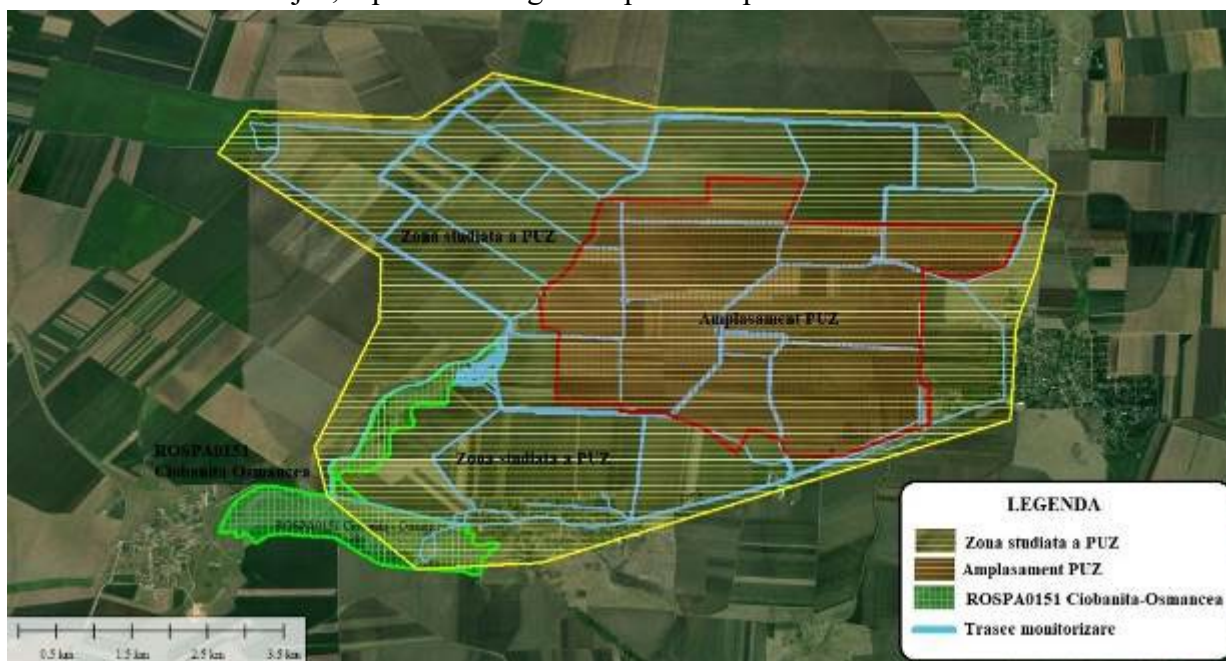 Zona studiata a PUZ
Amplasament PUZ
ROSPA0151
Ciobanita-Osmancea
Zona studiata a PUZ
ROSPA0151
LEGENDA
Zona studiata a PUZ
Amplasament PUZ
ROSPA0151 Ciobanita-Osmancea
Trasee monitorizare
0.5 km 1.5 km 2.5 km 3.5 km